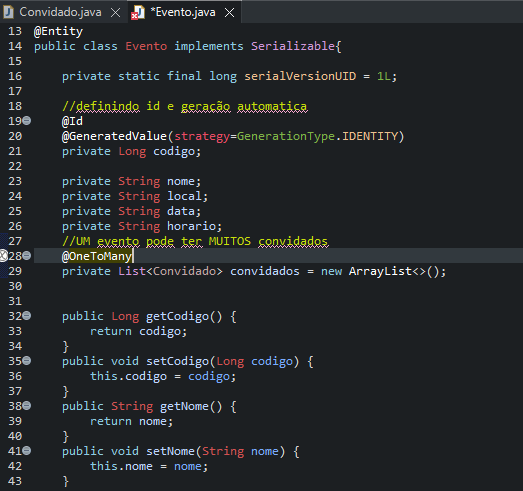 Convidado.java *Evento.java
13 @Entity
14 public class Evento implements Serializable{
15
16 private static final long serialVersionUID = 1L;
17
18 //definindo id e geração automatica
19 @Id
20 @GeneratedValue(strategy=GenerationType.IDENTITY)
21 private Long codigo;
22
23 private String nome;
24 private String local;
25 private String data;
26 private String horario;
27 //UM evento pode ter MUITOS convidados
28 @OneToMany
29 private List<Convidado> convidados = new ArrayList<>();
30
31
32 public Long getCodigo() {
33 return codigo;
34 }
35 public void setCodigo(Long codigo) {
36 this.codigo = codigo;
37 }
38 public String getNome() {
39 return nome;
40 }
41 public void setNome(String nome) {
42 this.nome = nome;
43 }